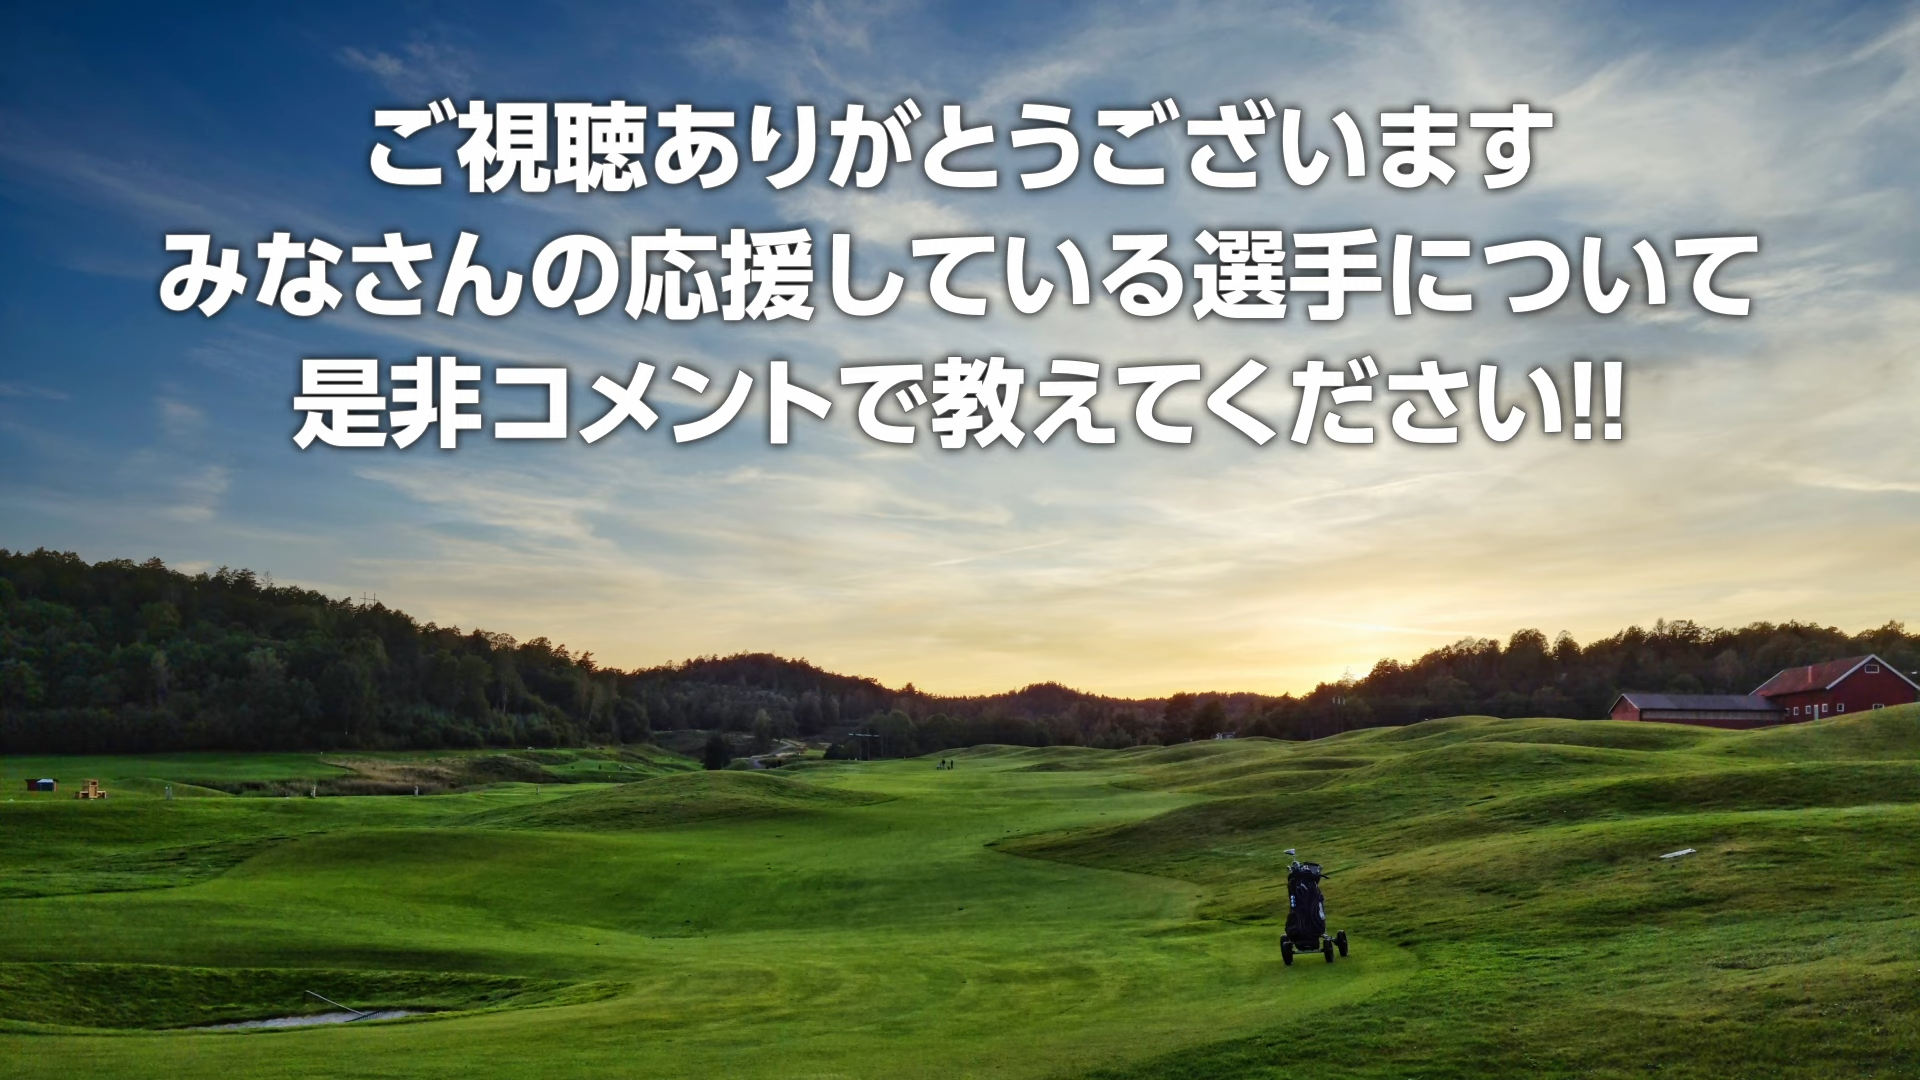 ご視聴ありがとうございます
みなさんの応援している選手について
是非コメントで教えてください!!